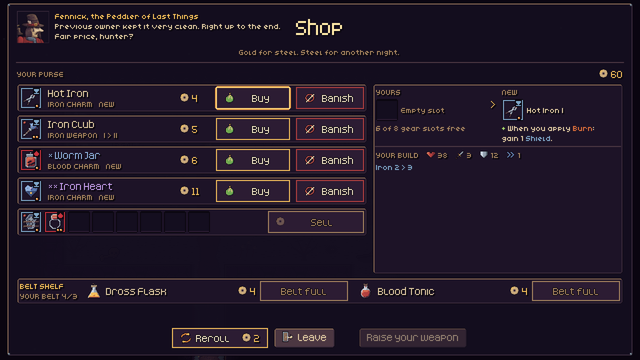 Fennick, the Peddler of Last Things
Previous owner kept it very clean. Right up to the end.
Fair price, hunter?
Shop
Gold for steel. Steel for another night.
YOUR PURSE
60
Hot Iron
IRON CHARM NEW
4
Buy
Banish
Iron Club
IRON WEAPON I > II
5
Buy
Banish
Worm Jar
BLOOD CHARM NEW
6
Buy
Banish
Iron Heart
IRON CHARM NEW
11
Buy
Banish
Sell
YOURS
NEW
Empty slot
Hot Iron I
6 of 8 gear slots free
+ When you apply Burn:
gain 1 Shield.
YOUR BUILD
38
3
12
1
Iron 2 > 3
BELT SHELF
YOUR BELT 4/3
Dross Flask
4
Belt full
Blood Tonic
4
Belt full
Reroll
2
Leave
Raise your weapon